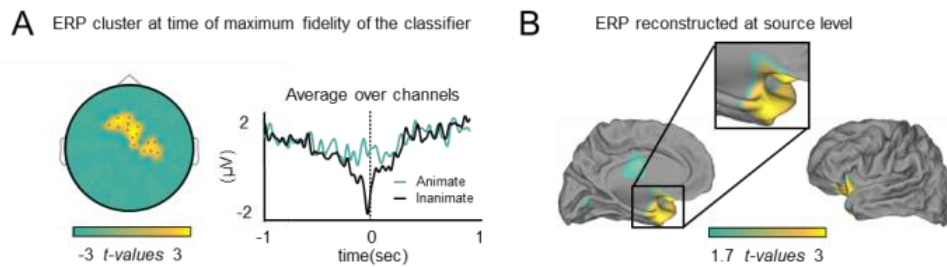 A ERP cluster at time of maximum fidelity of the classifier
Average over channels
2
(µV)
-2
Animate
Inanimate
-1 0 1
time(sec)
-3 t-values 3
B ERP reconstructed at source level
1.7 t-values 3